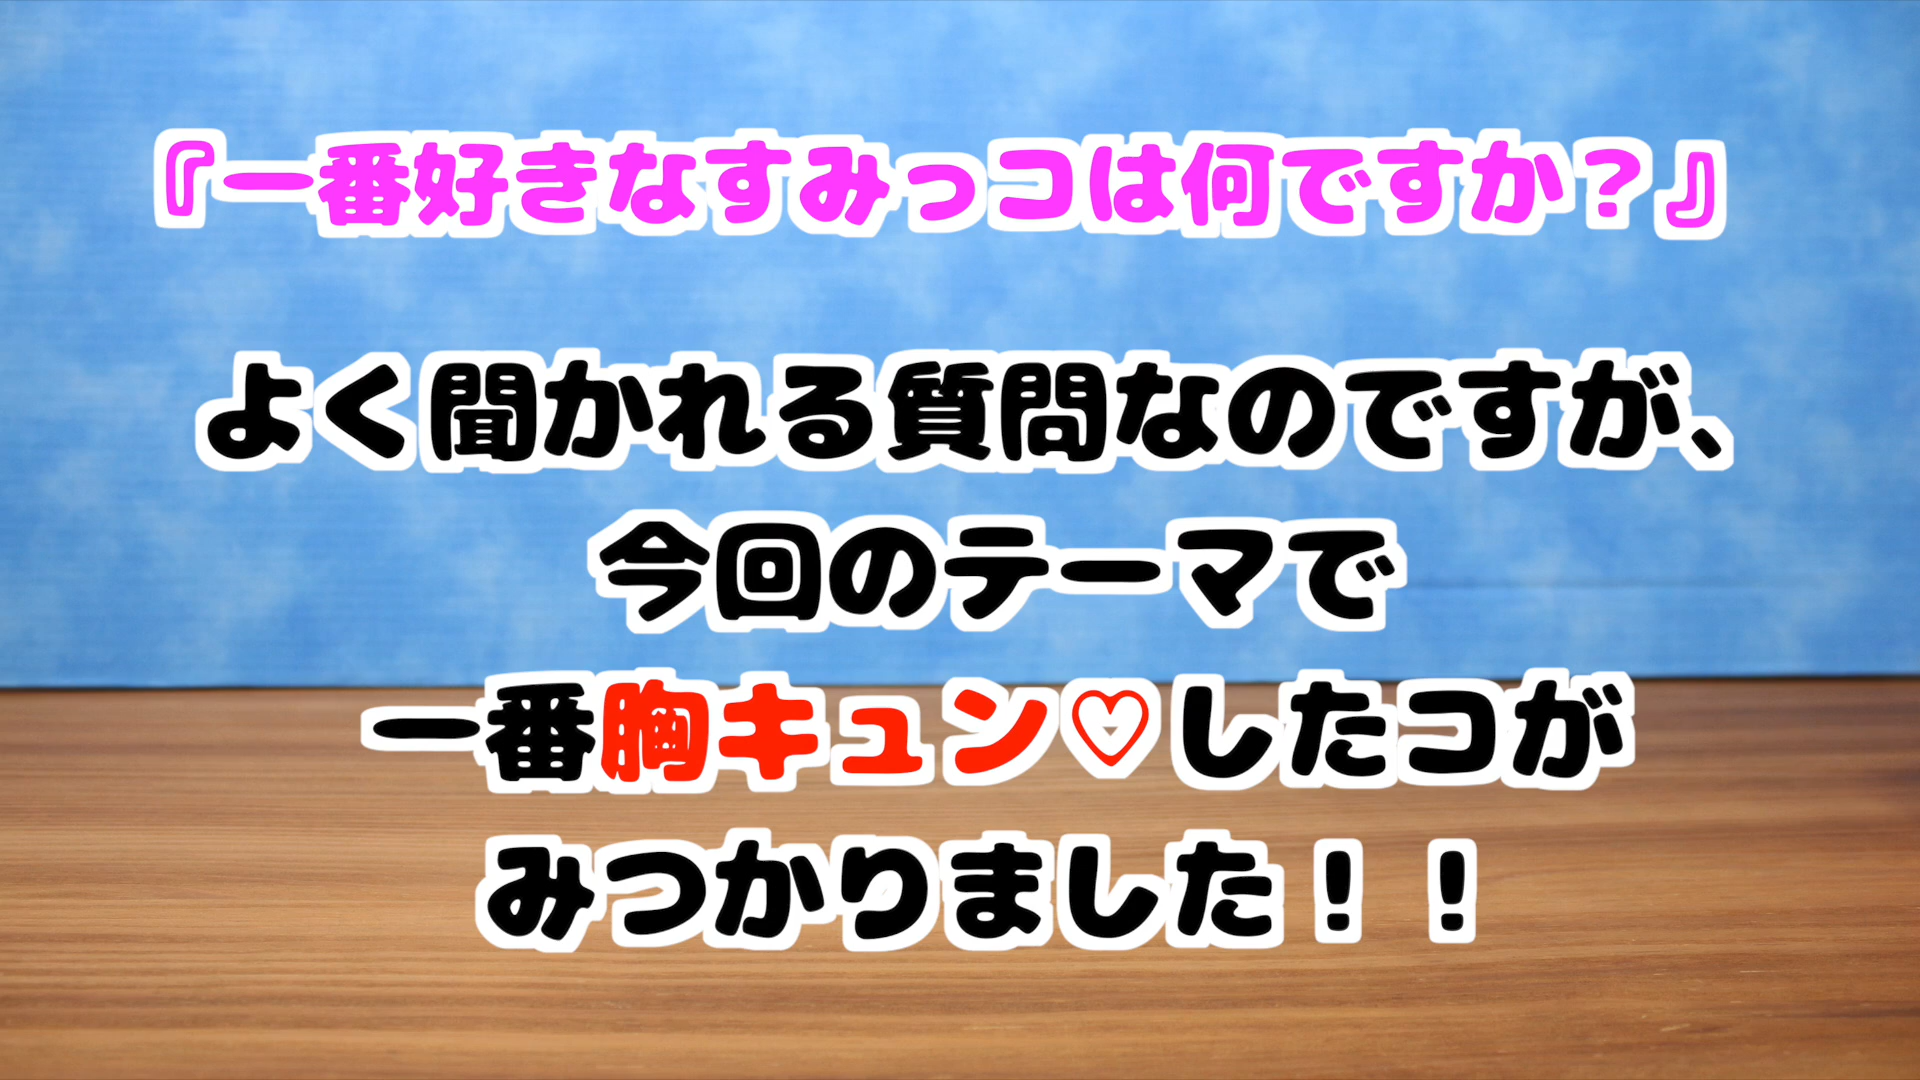 『一番好きなすみっコは何ですか？』
よく聞かれる質問なのですが、
今回のテーマで
一番胸キュン♡したコが
みつかりました！！